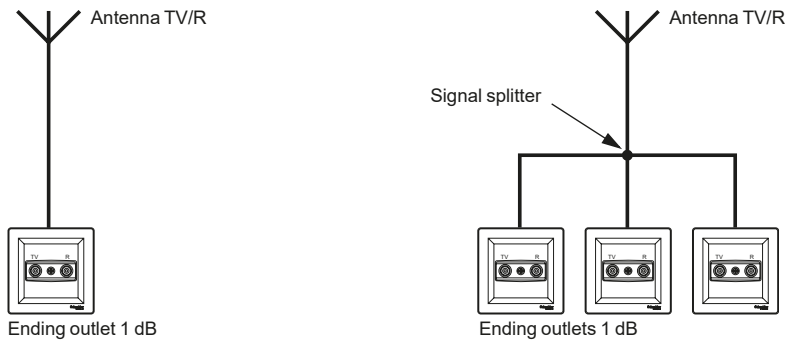 Antenna TV/R
Antenna TV/R
Signal splitter
TV R
TV R
TV R
TV R
Ending outlet 1 dB
Ending outlets 1 dB